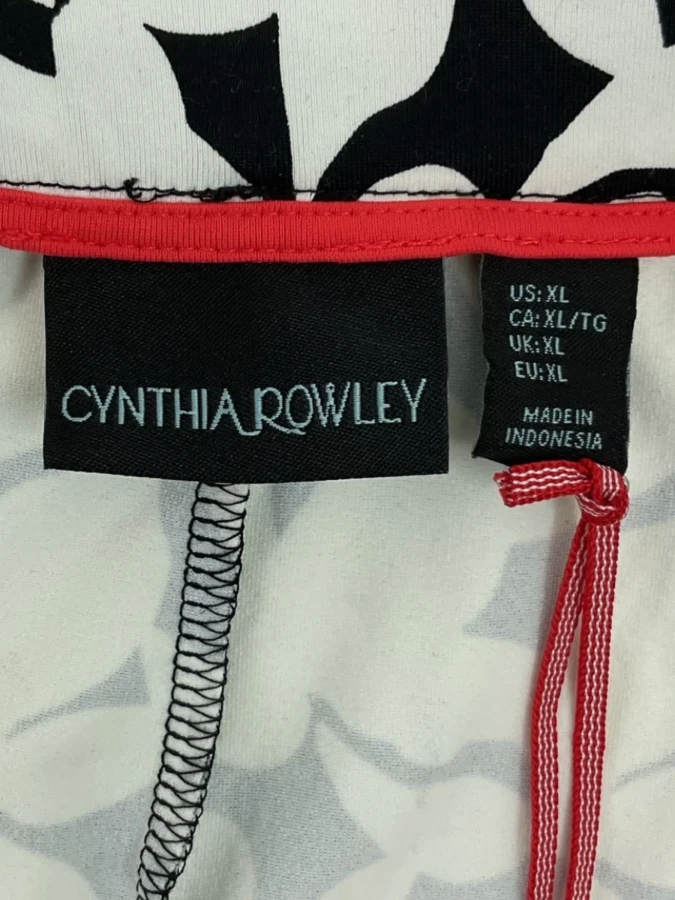 CYNTHIA ROWLEY
US: XL
CA: XL/TG
UK: XL
EU: XL
MADE IN
INDONESIA